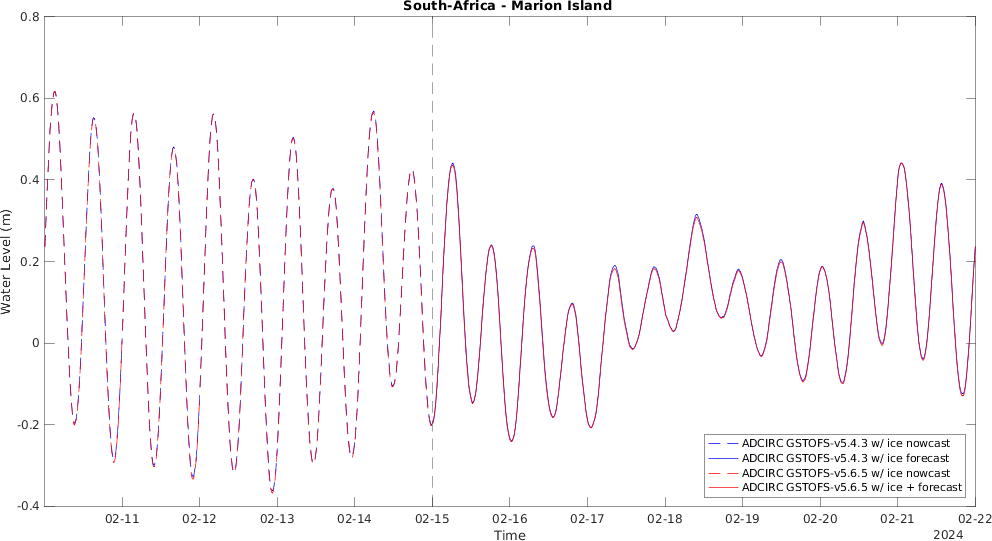 South-Africa - Marion Island
0.8
0.6
0.4
0.2
0
-0.2
-0.4
Water Level (m)
02-11
02-12
02-13
02-14
02-15
02-16
02-17
02-18
02-19
02-20
02-21
02-22
Time
2024
ADCIRC GSTOFS-v5.4.3 w/ ice nowcast
ADCIRC GSTOFS-v5.4.3 w/ ice forecast
ADCIRC GSTOFS-v5.6.5 w/ ice nowcast
ADCIRC GSTOFS-v5.6.5 w/ ice + forecast